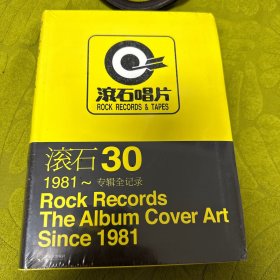 滾石唱片
ROCK RECORDS & TAPES
滚石30
1981～专辑全记录
Rock Records
The Album Cover Art
Since 1981